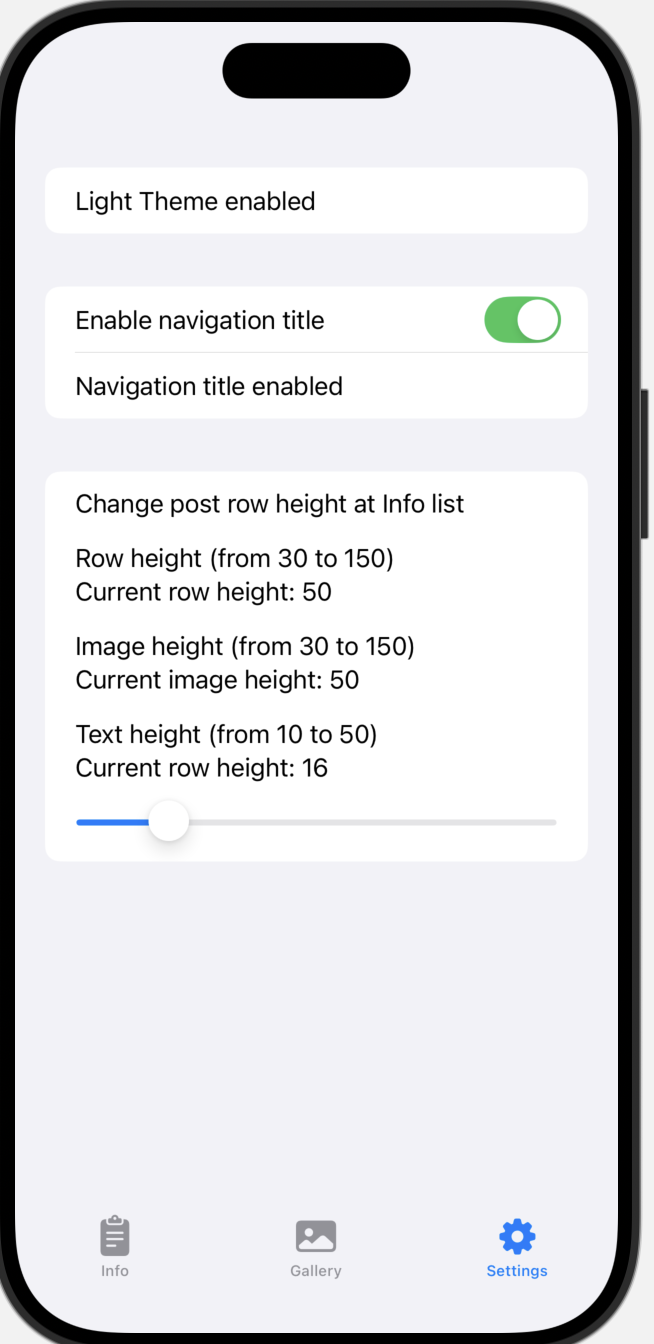 Light Theme enabled
Enable navigation title
Navigation title enabled
Change post row height at Info list
Row height (from 30 to 150)
Current row height: 50
Image height (from 30 to 150)
Current image height: 50
Text height (from 10 to 50)
Current row height: 16
Info
Gallery
Settings